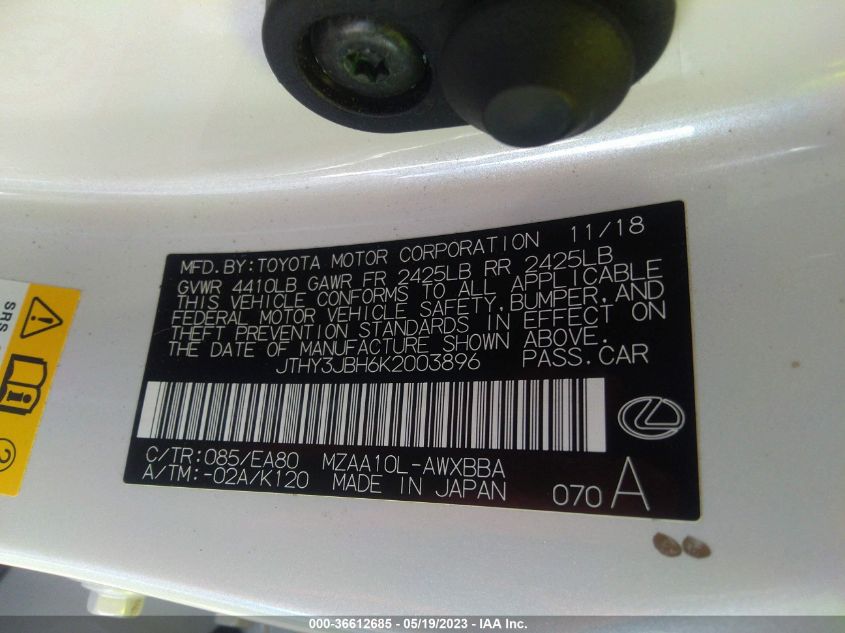 MFD.BY:TOYOTA MOTOR CORPORATION 11/18
GVWR 4410LB GAWR FR 2425LB RR 2425LB
THIS VEHICLE CONFORMS TO ALL APPLICABLE
FEDERAL MOTOR VEHICLE SAFETY, BUMPER, AND
THEFT PREVENTION STANDARDS IN EFFECT ON
THE DATE OF MANUFACTURE SHOWN ABOVE.
JTHY3JBH6K2003896 PASS.CAR
C/TR:085/EA80 MZAA10L-AWXBBA
A/TM:-02A/K120 MADE IN JAPAN 070 A
SRS
2
000-36612685 - 05/19/2023 - IAA Inc.